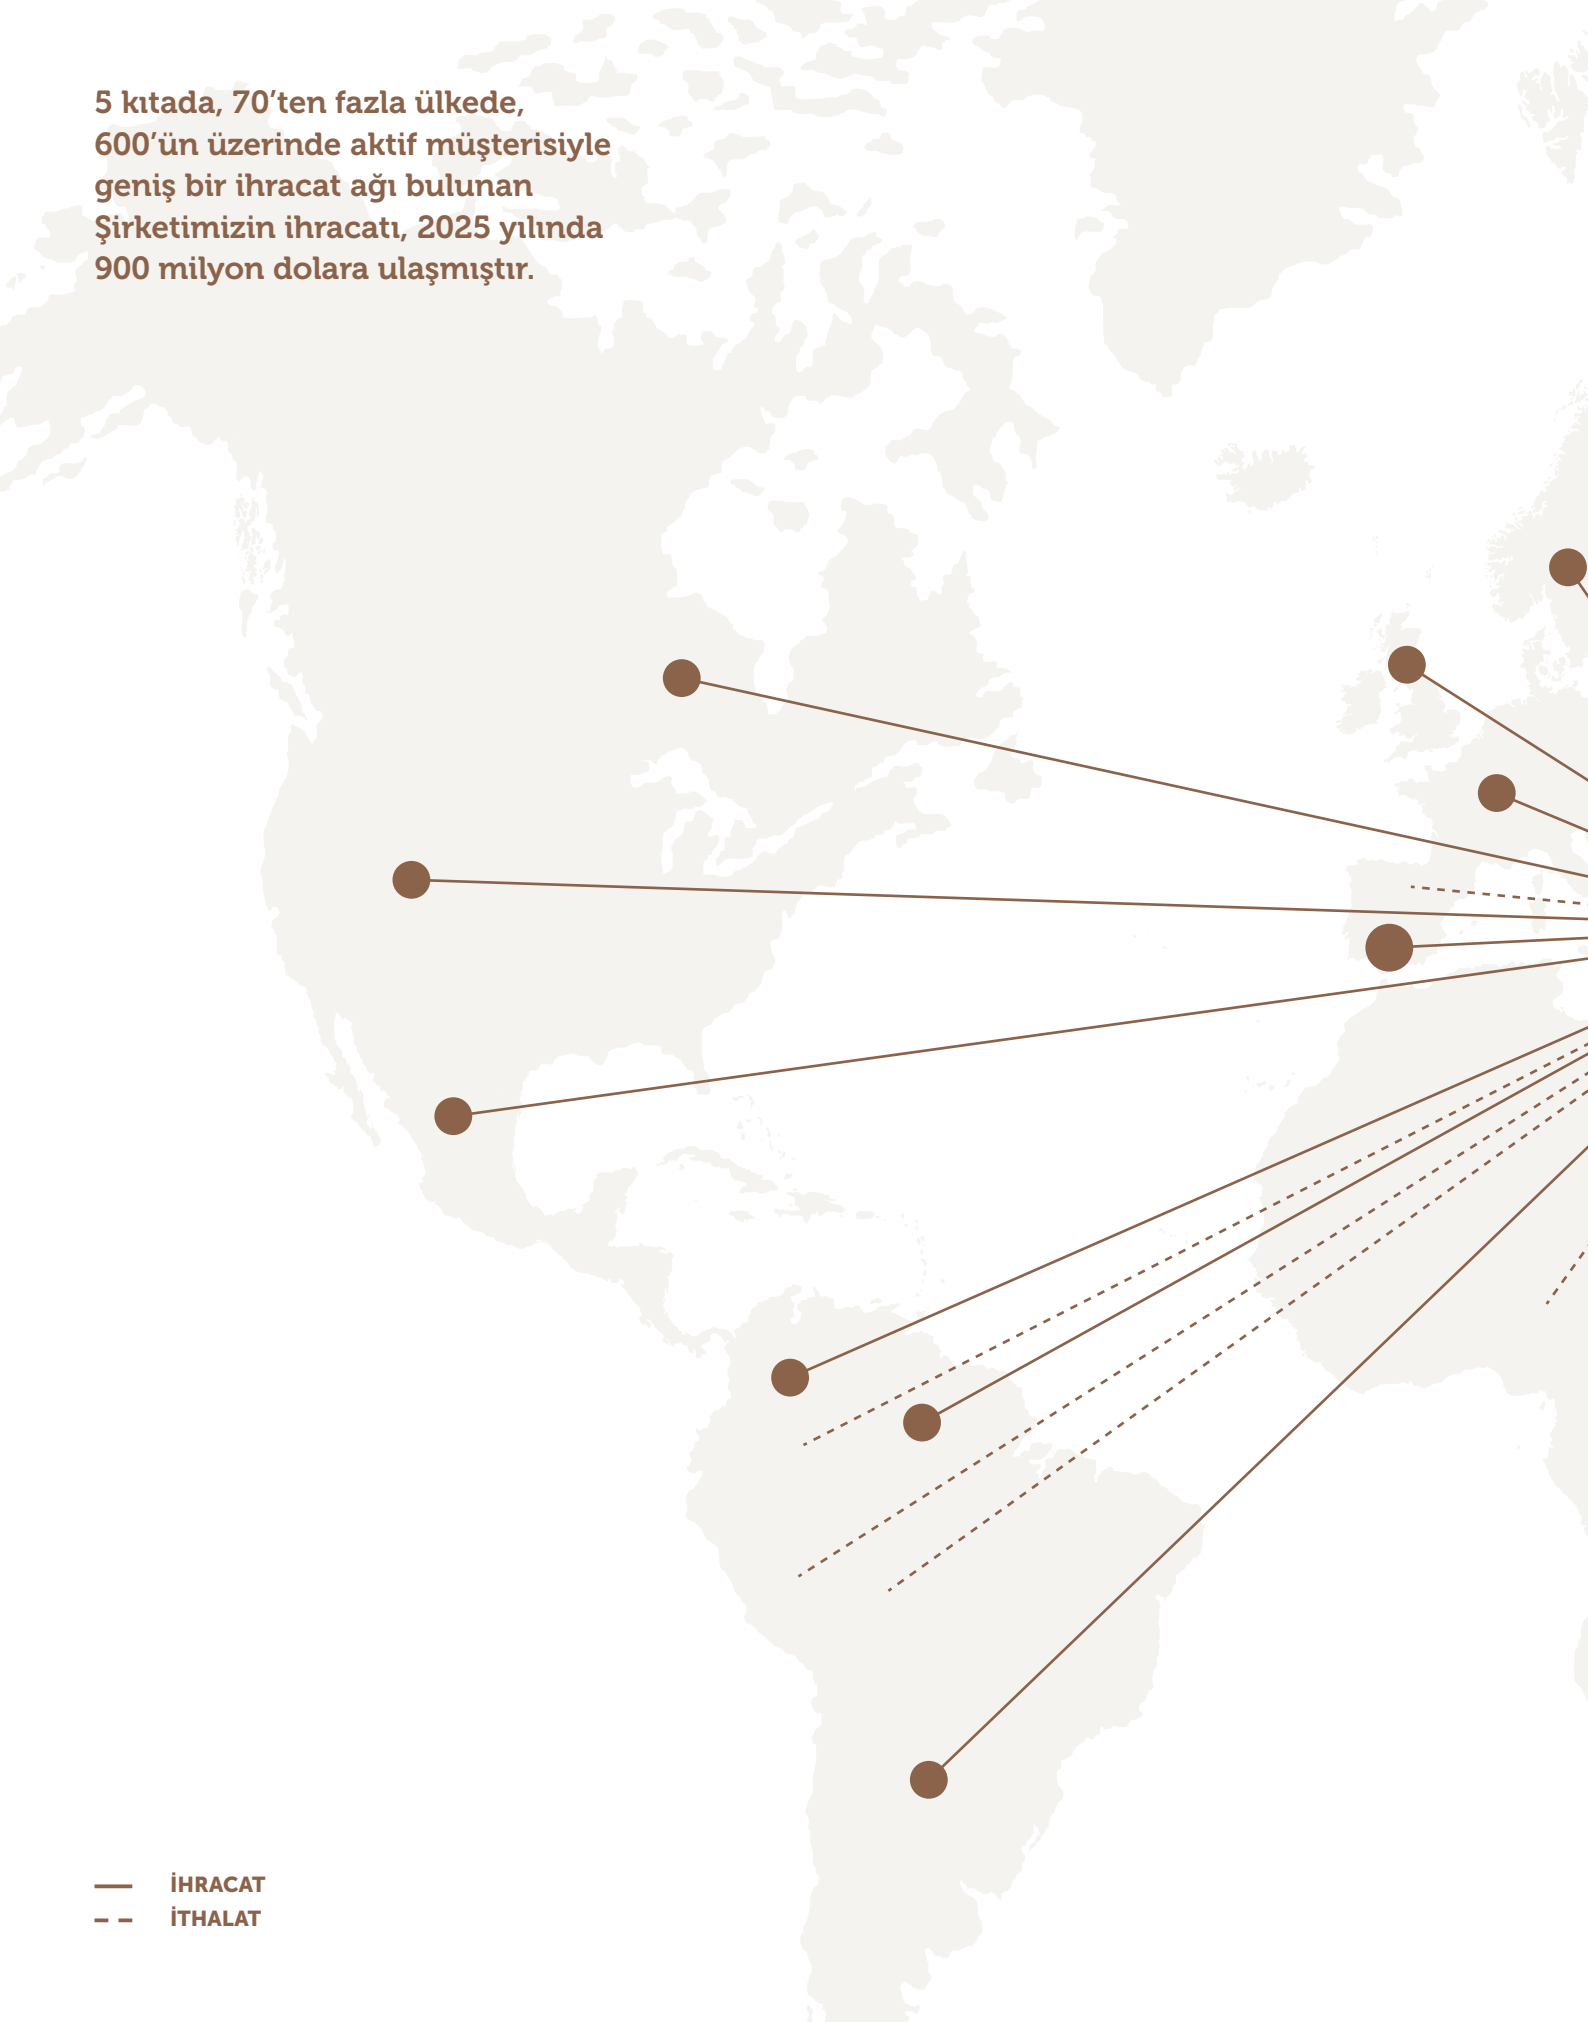 5 kıtada, 70’ten fazla ülkede,
600’ün üzerinde aktif müşterisiyle
geniş bir ihracat ağı bulunan
Şirketimizin ihracatı, 2025 yılında
900 milyon dolara ulaşmıştır.
İHRACAT
İTHALAT